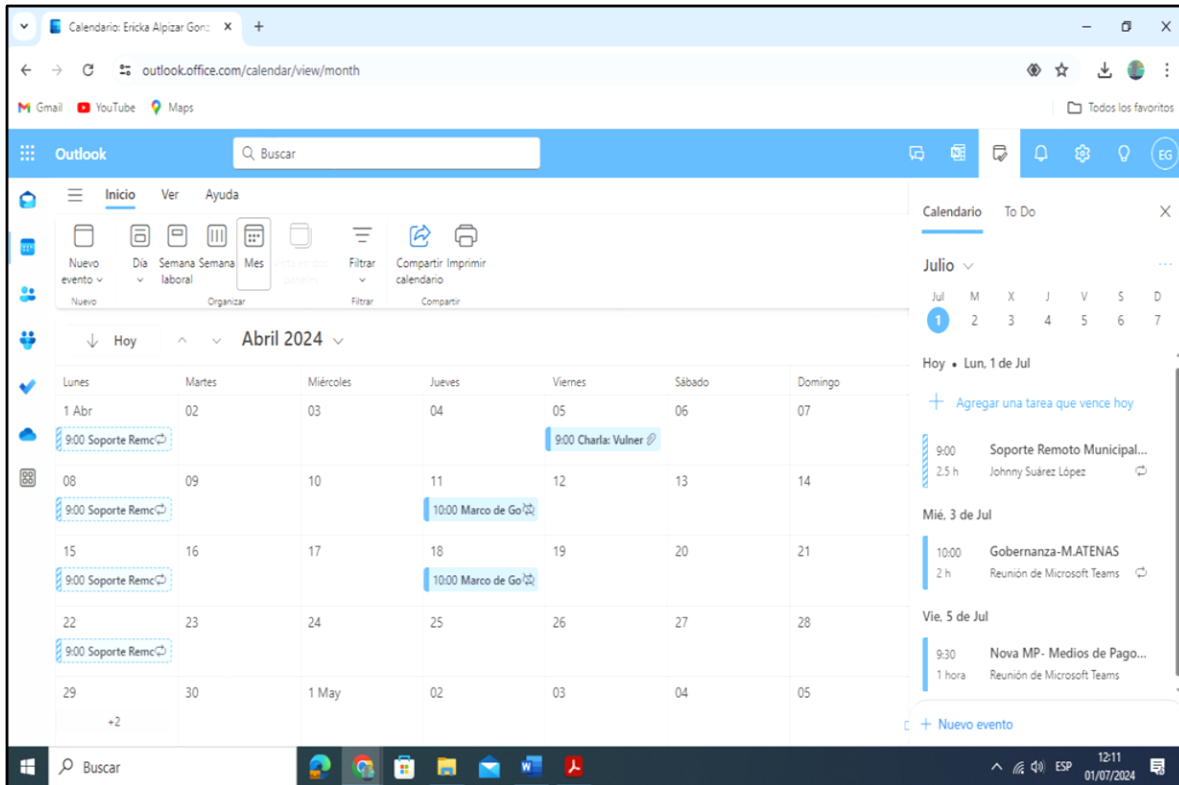 Calendario: Ericka Alpizar Gonz
outlook.office.com/calendar/view/month
Gmail YouTube Maps Todos los favoritos
Outlook Buscar EG
Inicio Ver Ayuda
Nuevo evento Día Semana laboral Semana Mes Filtrar Compartir calendario Imprimir
Nuevo Organizar Filtrar Compartir
Hoy Abril 2024
Lunes Martes Miércoles Jueves Viernes Sábado Domingo
1 Abr 02 03 04 05 06 07
9:00 Soporte Remc 9:00 Charla: Vulner
08 09 10 11 12 13 14
9:00 Soporte Remc 10:00 Marco de Go
15 16 17 18 19 20 21
9:00 Soporte Remc 10:00 Marco de Go
22 23 24 25 26 27 28
9:00 Soporte Remc
29 30 1 May 02 03 04 05
+2
Calendario To Do
Julio
Jul M X J V S D
1 2 3 4 5 6 7
Hoy • Lun, 1 de Jul
Agregar una tarea que vence hoy
9:00 Soporte Remoto Municipal...
2.5 h Johnny Suárez López
Mié, 3 de Jul
10:00 Gobernanza-M.ATENAS
2 h Reunión de Microsoft Teams
Vie, 5 de Jul
9:30 Nova MP- Medios de Pago...
1 hora Reunión de Microsoft Teams
+ Nuevo evento
Buscar ESP 12:11
01/07/2024